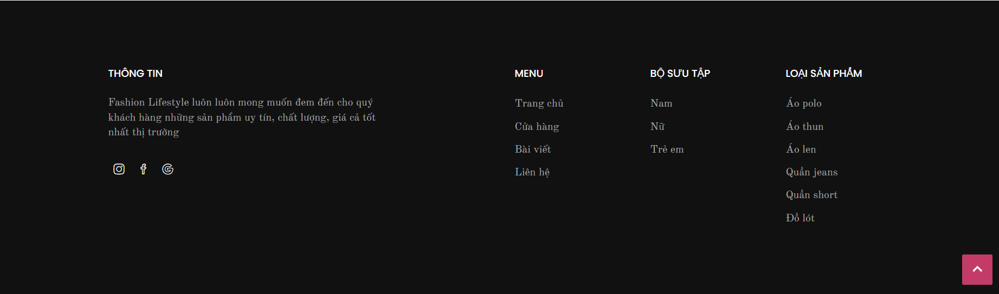 THÔNG TIN
Fashion Lifestyle luôn luôn mong muốn đem đến cho quý
khách hàng những sản phẩm uy tín, chất lượng, giá cả tốt
nhất thị trường
MENU
Trang chủ
Cửa hàng
Bài viết
Liên hệ
BỘ SƯU TẬP
Nam
Nữ
Trẻ em
LOẠI SẢN PHẨM
Áo polo
Áo thun
Áo len
Quần jeans
Quần short
Đồ lót